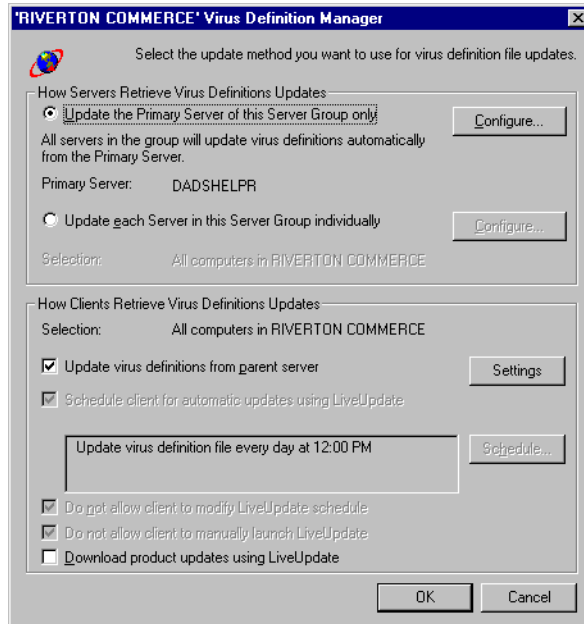 'RIVERTON COMMERCE' Virus Definition Manager
Select the update method you want to use for virus definition file updates.
How Servers Retrieve Virus Definitions Updates
Update the Primary Server of this Server Group only
Configure...
All servers in the group will update virus definitions automatically
from the Primary Server.
Primary Server: DADSHELPR
Update each Server in this Server Group individually
Configure...
Selection: All computers in RIVERTON COMMERCE
How Clients Retrieve Virus Definitions Updates
Selection: All computers in RIVERTON COMMERCE
Update virus definitions from parent server
Settings
Schedule client for automatic updates using LiveUpdate
Update virus definition file every day at 12:00 PM
Schedule...
Do not allow client to modify LiveUpdate schedule
Do not allow client to manually launch LiveUpdate
Download product updates using LiveUpdate
OK Cancel